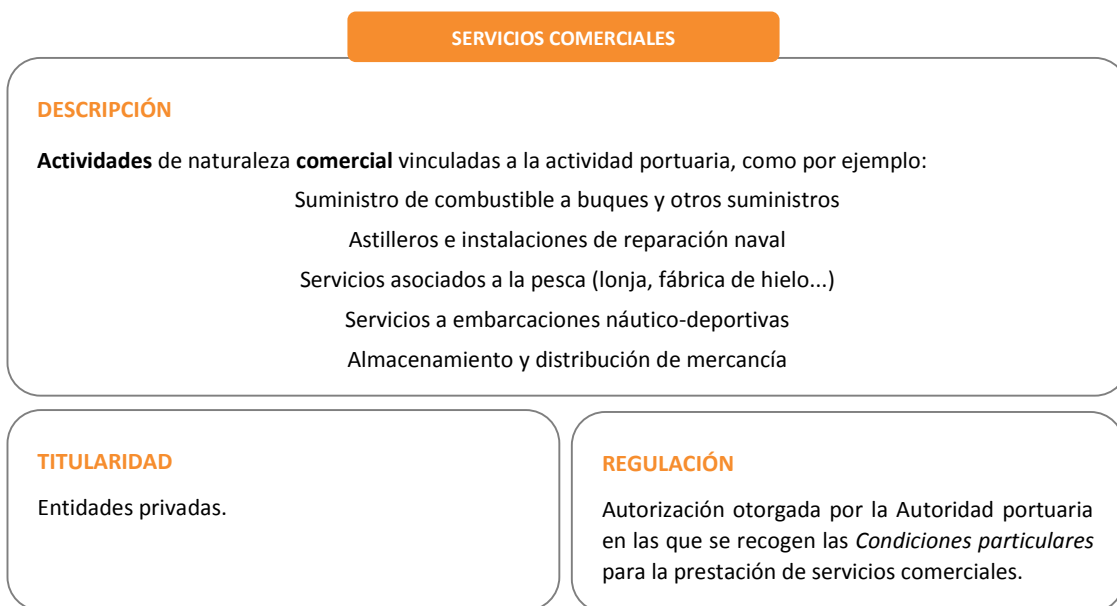 SERVICIOS COMERCIALES
DESCRIPCIÓN
Actividades de naturaleza comercial vinculadas a la actividad portuaria, como por ejemplo:
Suministro de combustible a buques y otros suministros
Astilleros e instalaciones de reparación naval
Servicios asociados a la pesca (lonja, fábrica de hielo...)
Servicios a embarcaciones náutico-deportivas
Almacenamiento y distribución de mercancía
TITULARIDAD
Entidades privadas.
REGULACIÓN
Autorización otorgada por la Autoridad portuaria
en las que se recogen las Condiciones particulares
para la prestación de servicios comerciales.